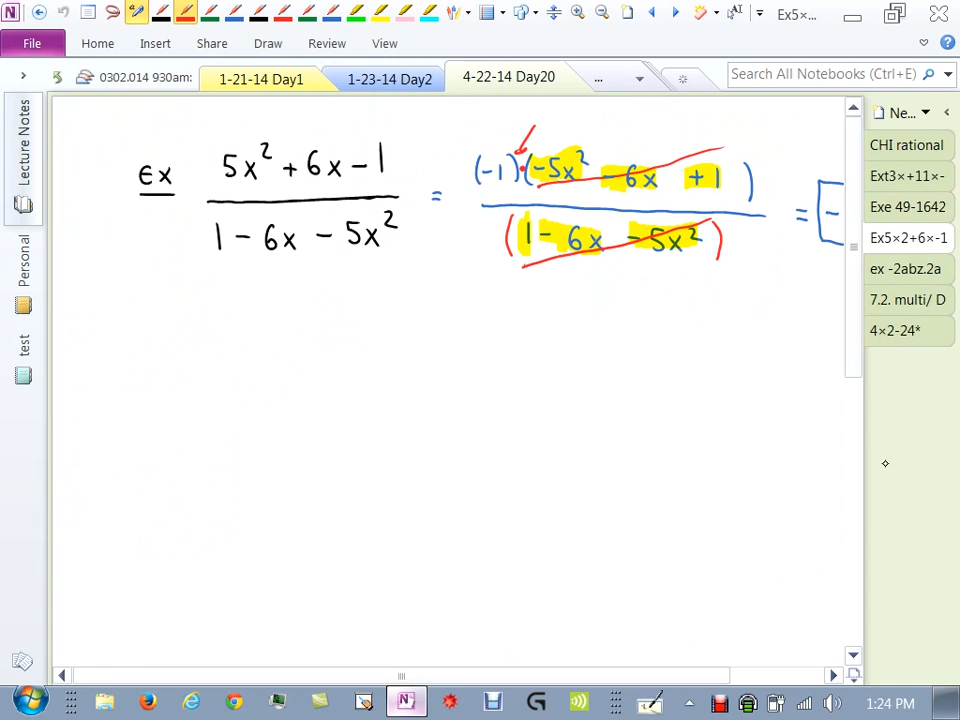 Ex5×...
File Home Insert Share Draw Review View
0302.014 930am: 1-21-14 Day1 1-23-14 Day2 4-22-14 Day20 ... Search All Notebooks (Ctrl+E)
Lecture Notes
Personal
test
Ne...
CHI rational
Ext3×+11×-
Exe 49-1642
Ex5×2+6×-1
ex -2abz.2a
7.2. multi/ D
4×2-24*
ex 5x² + 6x - 1 = (-1)·(-5x² - 6x + 1) = -
1 - 6x - 5x² (1 - 6x - 5x²)
1:24 PM